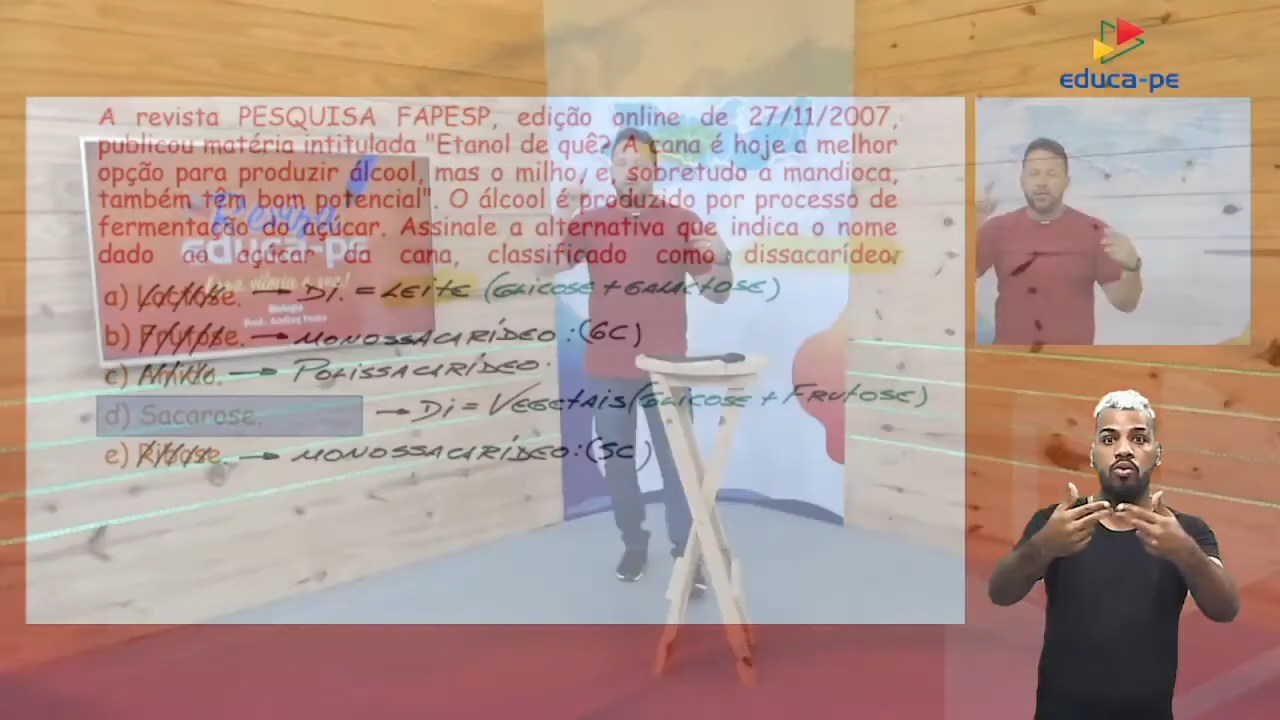 educa-pe
A revista PESQUISA FAPESP, edição online de 27/11/2007,
publicou matéria intitulada "Etanol de quê? A cana é hoje a melhor
opção para produzir álcool, mas o milho, e, sobretudo a mandioca,
também têm bom potencial". O álcool é produzido por processo de
fermentação do açúcar. Assinale a alternativa que indica o nome
dado ao açúcar da cana, classificado como dissacarídeo.
a) Lactose. → Di. = LEITE (GLICOSE + GALACTOSE)
b) Frutose. → MONOSSACARÍDEO: (6C)
c) Amido. → POLISSACARÍDEO.
d) Sacarose. → Di = VEGETAIS (GLICOSE + FRUTOSE)
e) Ribose. → MONOSSACARÍDEO: (5C)
educa-PE
Biologia